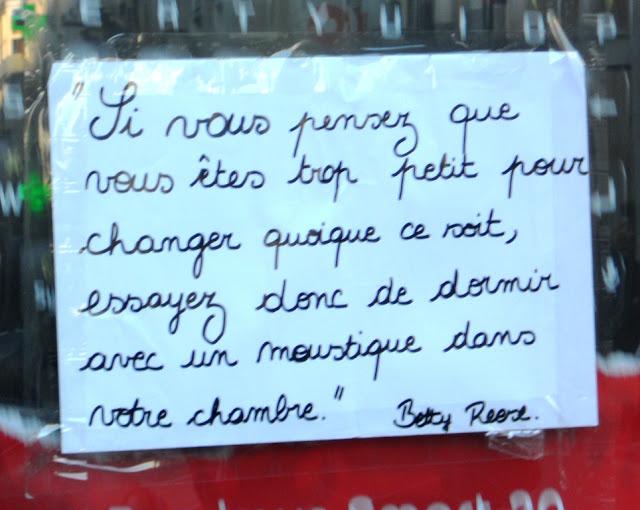 E R T Y U I O P
"Si vous pensez que
vous êtes trop petit pour
changer quoique ce soit,
essayez donc de dormir
avec un moustique dans
votre chambre."
Betty Reese.